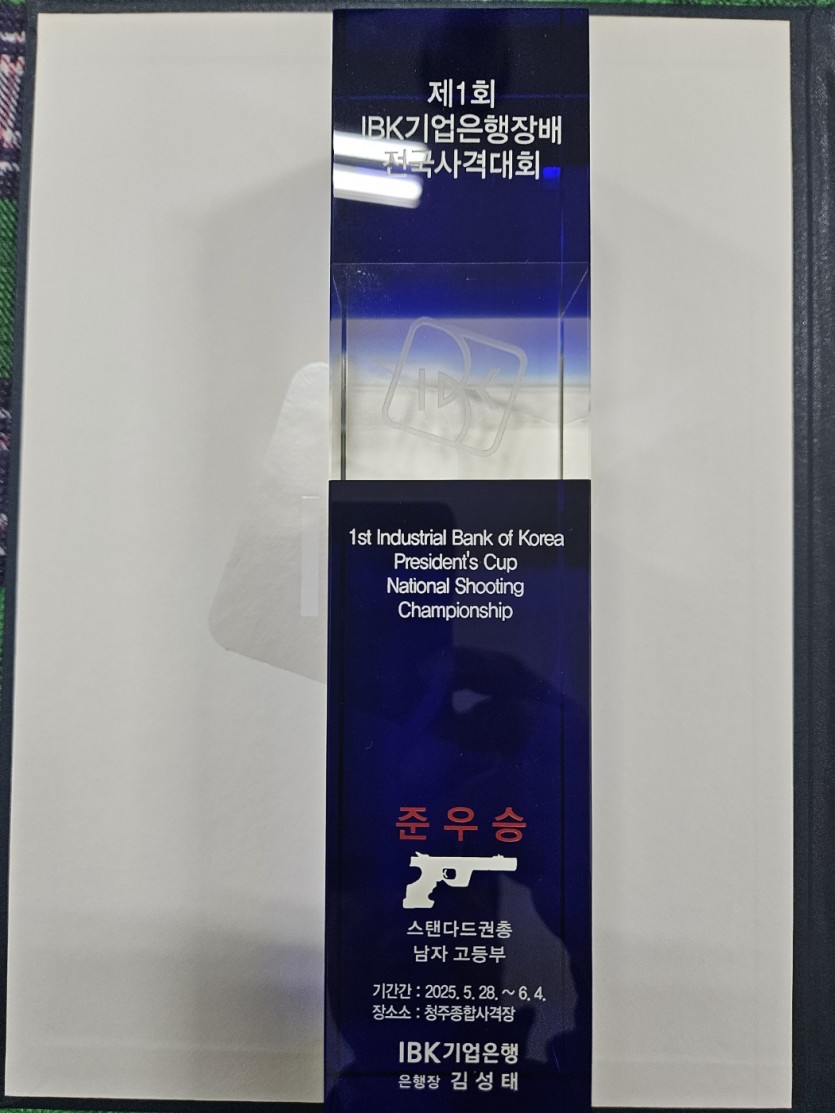 제1회
IBK기업은행장배
전국사격대회
IBK
1st Industrial Bank of Korea
President's Cup
National Shooting
Championship
준우승
스탠다드권총
남자 고등부
기간간 : 2025. 5. 28. ~ 6. 4.
장소소 : 청주종합사격장
IBK기업은행
은행장 김성태